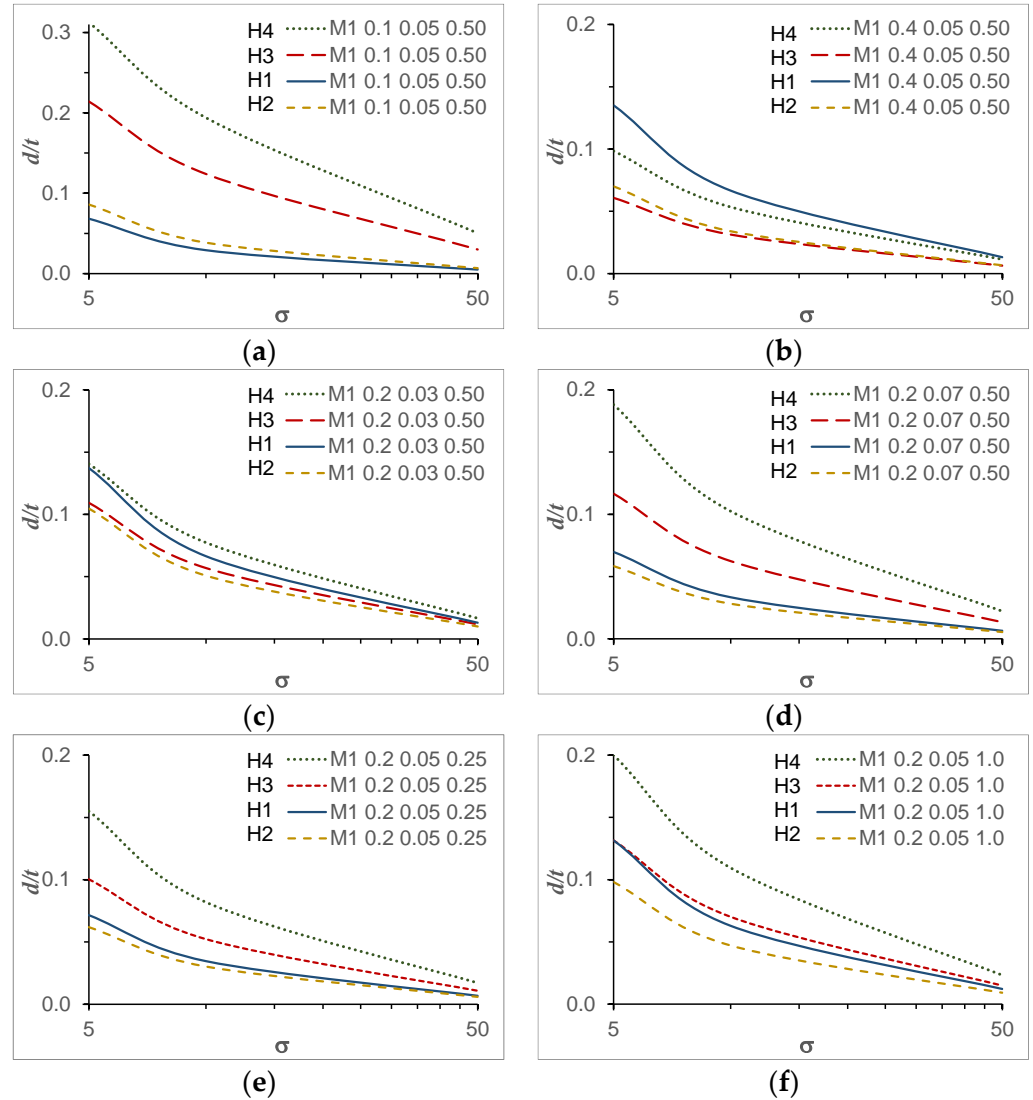 0.3
0.2
0.1
0.0
d/t
H4 M1 0.1 0.05 0.50
H3 M1 0.1 0.05 0.50
H1 M1 0.1 0.05 0.50
H2 M1 0.1 0.05 0.50
5 50
σ
(a)
0.2
0.1
0.0
d/t
H4 M1 0.4 0.05 0.50
H3 M1 0.4 0.05 0.50
H1 M1 0.4 0.05 0.50
H2 M1 0.4 0.05 0.50
5 50
σ
(b)
0.2
0.1
0.0
d/t
H4 M1 0.2 0.03 0.50
H3 M1 0.2 0.03 0.50
H1 M1 0.2 0.03 0.50
H2 M1 0.2 0.03 0.50
5 50
σ
(c)
0.2
0.1
0.0
d/t
H4 M1 0.2 0.07 0.50
H3 M1 0.2 0.07 0.50
H1 M1 0.2 0.07 0.50
H2 M1 0.2 0.07 0.50
5 50
σ
(d)
0.2
0.1
0.0
d/t
H4 M1 0.2 0.05 0.25
H3 M1 0.2 0.05 0.25
H1 M1 0.2 0.05 0.25
H2 M1 0.2 0.05 0.25
5 50
σ
(e)
0.2
0.1
0.0
d/t
H4 M1 0.2 0.05 1.0
H3 M1 0.2 0.05 1.0
H1 M1 0.2 0.05 1.0
H2 M1 0.2 0.05 1.0
5 50
σ
(f)